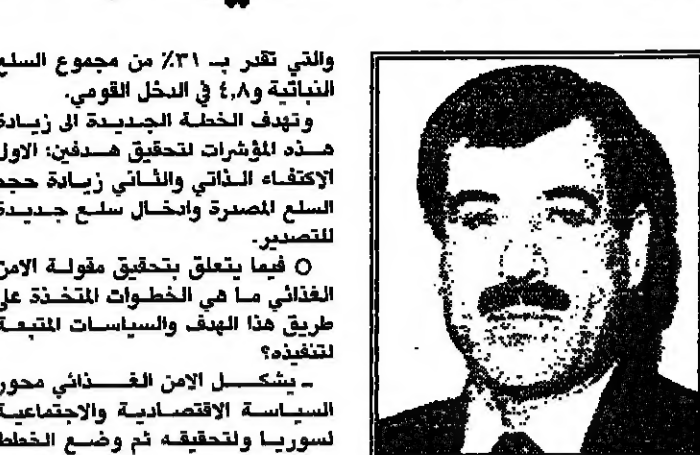 والتي تقدر بـ ٣١٪ من مجموع السلع
النباتية و٤,٨ في الدخل القومي.
وتهدف الخطة الجديدة الى زيادة
هذه المؤشرات لتحقيق هدفين: الاول
الاكتفاء الذاتي والثاني زيادة حجم
السلع المصدرة وادخال سلع جديدة
للتصدير.
○ فيما يتعلق بتحقيق مقولة الامن
الغذائي ما هي الخطوات المتخذة على
طريق هذا الهدف والسياسات المتبعة
لتنفيذه؟
ـ يشكل الامن الغذائي محور
السياسة الاقتصادية والاجتماعية
لسوريا ولتحقيقه تم وضع الخطط